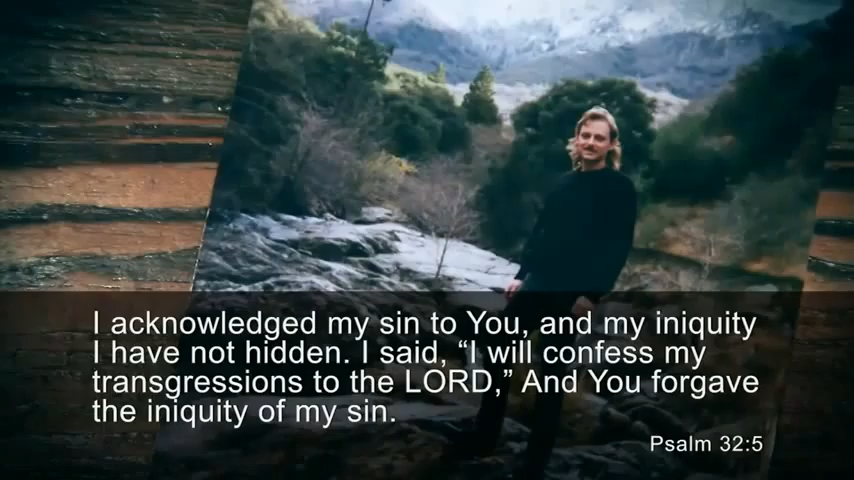 I acknowledged my sin to You, and my iniquity
I have not hidden. I said, “I will confess my
transgressions to the LORD,” And You forgave
the iniquity of my sin.
Psalm 32:5